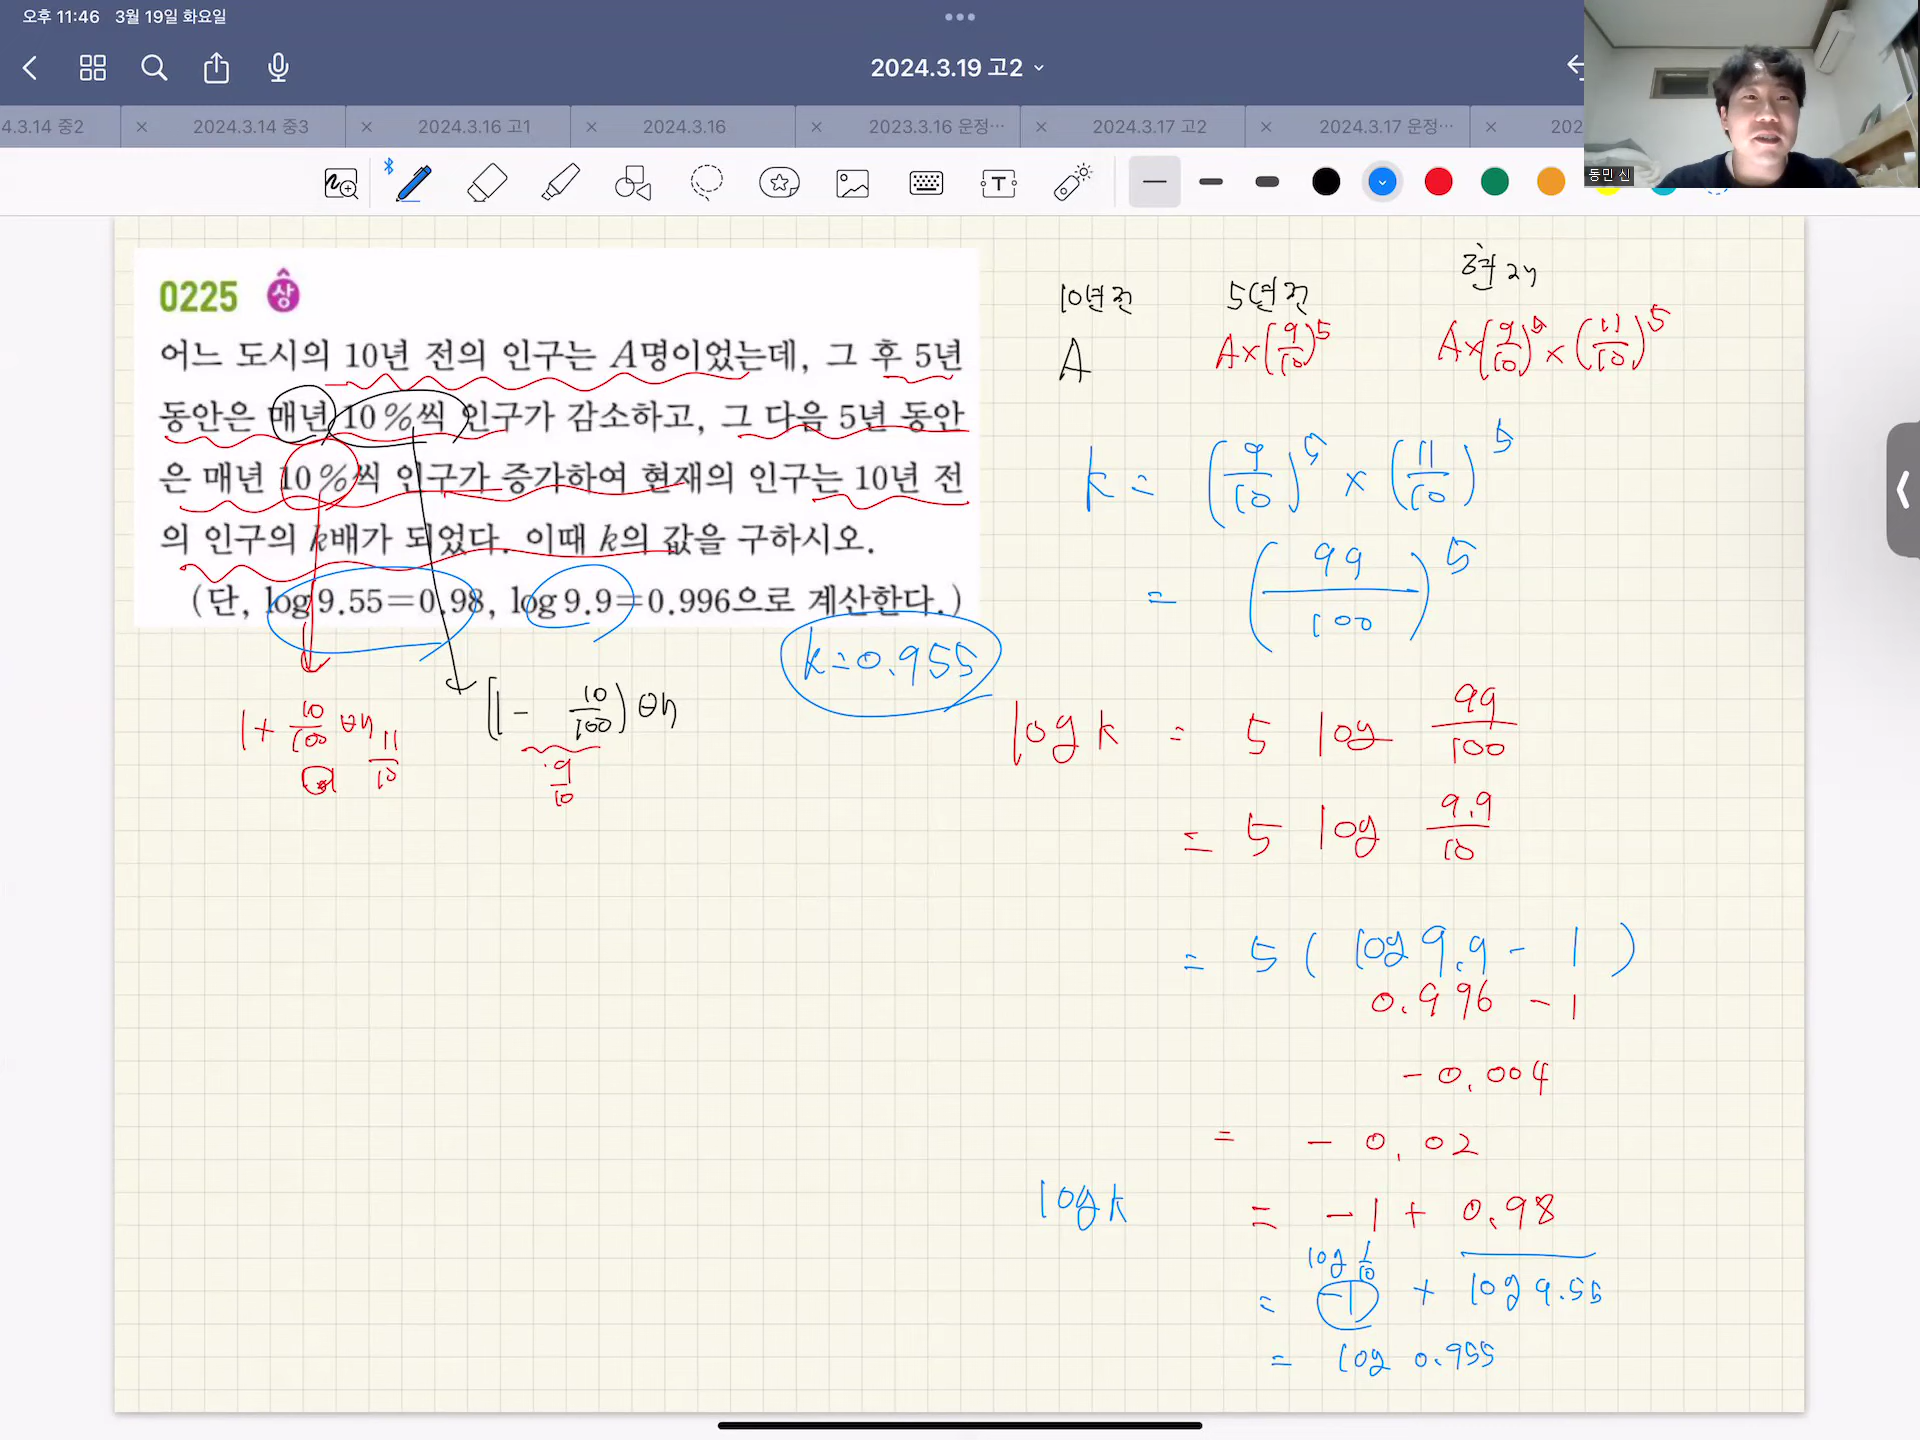 오후 11:46 3월 19일 화요일
2024.3.19 고2
4.3.14 중2
2024.3.14 중3
2024.3.16 고1
2024.3.16
2023.3.16 운정…
2024.3.17 고2
2024.3.17 운정…
202
동민 신
0225 상
어느 도시의 10년 전의 인구는 A명이었는데, 그 후 5년
동안은 매년 10%씩 인구가 감소하고, 그 다음 5년 동안
은 매년 10%씩 인구가 증가하여 현재의 인구는 10년 전
의 인구의 k배가 되었다. 이때 k의 값을 구하시오.
(단, log 9.55=0.98, log 9.9=0.996으로 계산한다.)
k=0.955
1+10/100 배 11/10
(1 - 10/100) 배
9/10
10년전 5년전
A A×(9/10)^5 A×(9/10)^5×(11/10)^5
k = (9/10)^5 × (11/10)^5
= (99/100)^5
log k = 5 log 99/100
= 5 log 9.9/10
= 5 ( log 9.9 - 1 )
0.996 - 1
-0.004
= -0.02
log k = -1 + 0.98
log 1/10
= -1 + log 9.55
= log 0.955